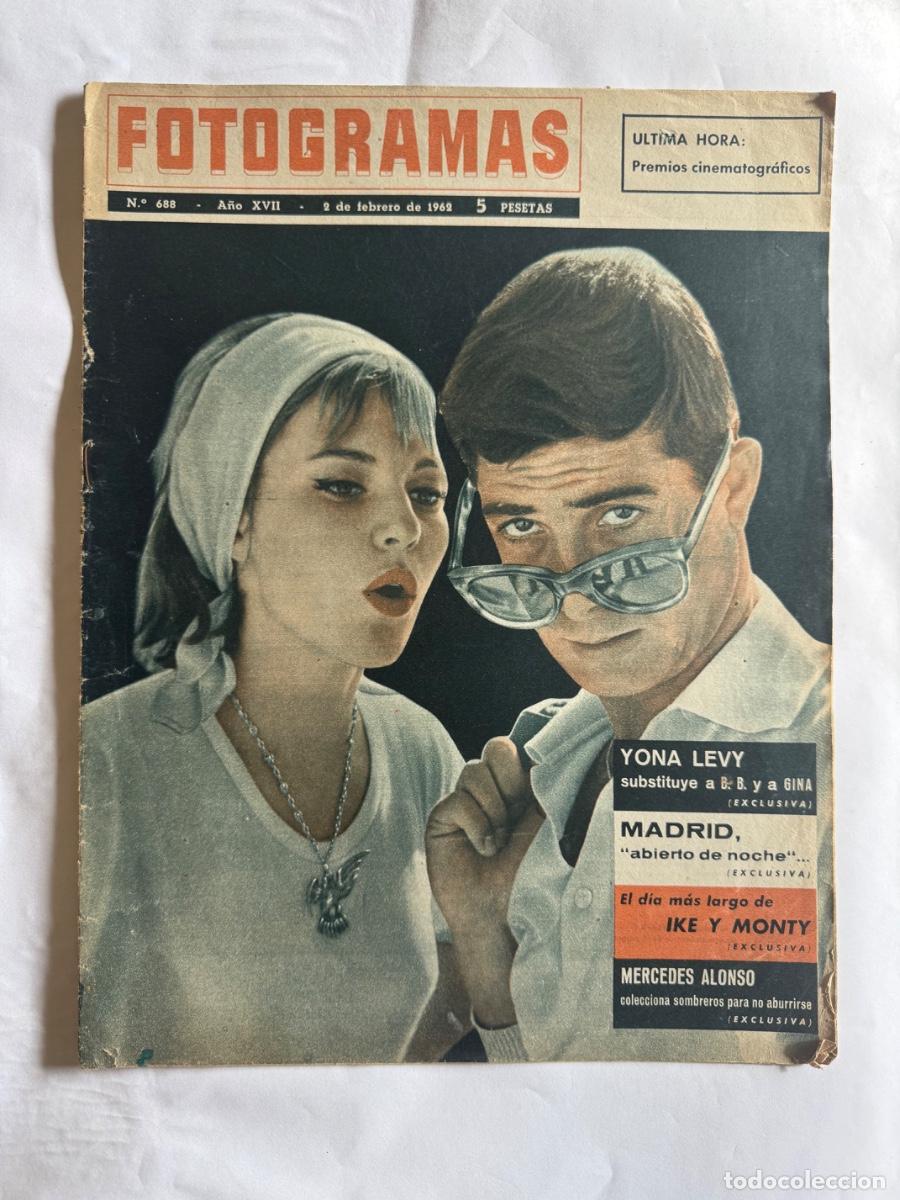 FOTOGRAMAS
ULTIMA HORA:
Premios cinematográficos
N.º 688 - Año XVII - 2 de febrero de 1962 5 PESETAS
YONA LEVY
substituye a B. B. y a GINA
(EXCLUSIVA)
MADRID,
"abierto de noche"...
(EXCLUSIVA)
El día más largo de
IKE Y MONTY
(EXCLUSIVA)
MERCEDES ALONSO
colecciona sombreros para no aburrirse
(EXCLUSIVA)
todocoleccion